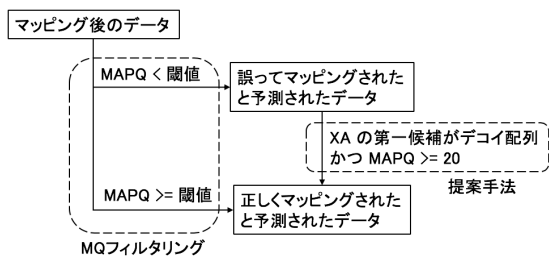 マッピング後のデータ
MAPQ < 閾値
誤ってマッピングされた
と予測されたデータ
XA の第一候補がデコイ配列
かつ MAPQ >= 20
提案手法
MAPQ >= 閾値
正しくマッピングされた
と予測されたデータ
MQフィルタリング